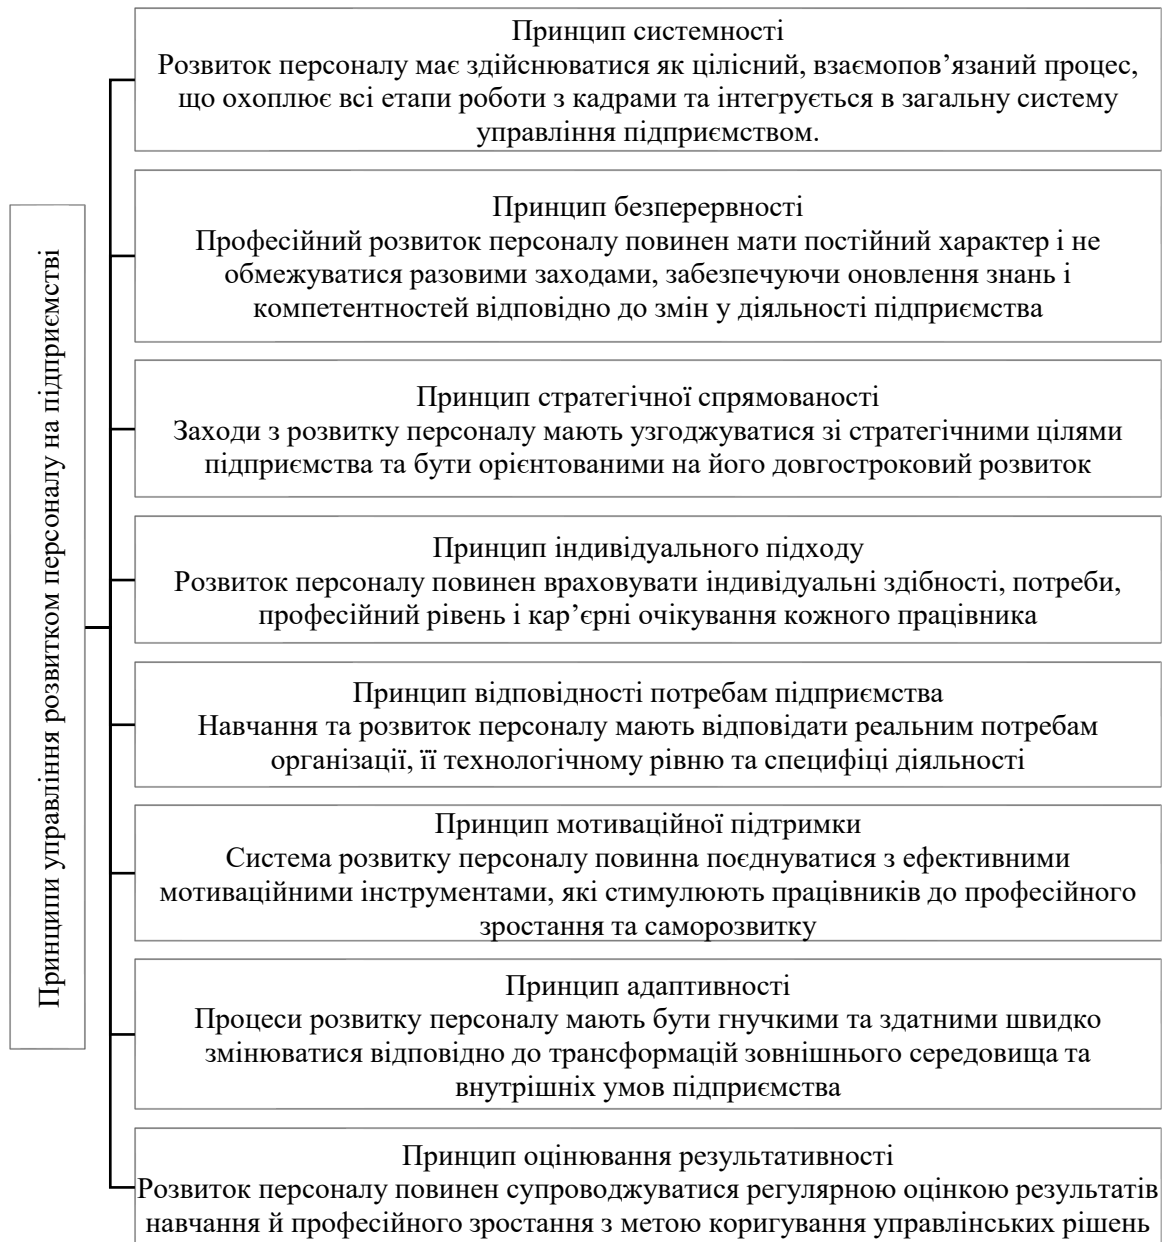 Принципи управління розвитком персоналу на підприємстві
Принцип системності
Розвиток персоналу має здійснюватися як цілісний, взаємопов’язаний процес,
що охоплює всі етапи роботи з кадрами та інтегрується в загальну систему
управління підприємством.
Принцип безперервності
Професійний розвиток персоналу повинен мати постійний характер і не
обмежуватися разовими заходами, забезпечуючи оновлення знань і
компетентностей відповідно до змін у діяльності підприємства
Принцип стратегічної спрямованості
Заходи з розвитку персоналу мають узгоджуватися зі стратегічними цілями
підприємства та бути орієнтованими на його довгостроковий розвиток
Принцип індивідуального підходу
Розвиток персоналу повинен враховувати індивідуальні здібності, потреби,
професійний рівень і кар’єрні очікування кожного працівника
Принцип відповідності потребам підприємства
Навчання та розвиток персоналу мають відповідати реальним потребам
організації, її технологічному рівню та специфіці діяльності
Принцип мотиваційної підтримки
Система розвитку персоналу повинна поєднуватися з ефективними
мотиваційними інструментами, які стимулюють працівників до професійного
зростання та саморозвитку
Принцип адаптивності
Процеси розвитку персоналу мають бути гнучкими та здатними швидко
змінюватися відповідно до трансформацій зовнішнього середовища та
внутрішніх умов підприємства
Принцип оцінювання результативності
Розвиток персоналу повинен супроводжуватися регулярною оцінкою результатів
навчання й професійного зростання з метою коригування управлінських рішень